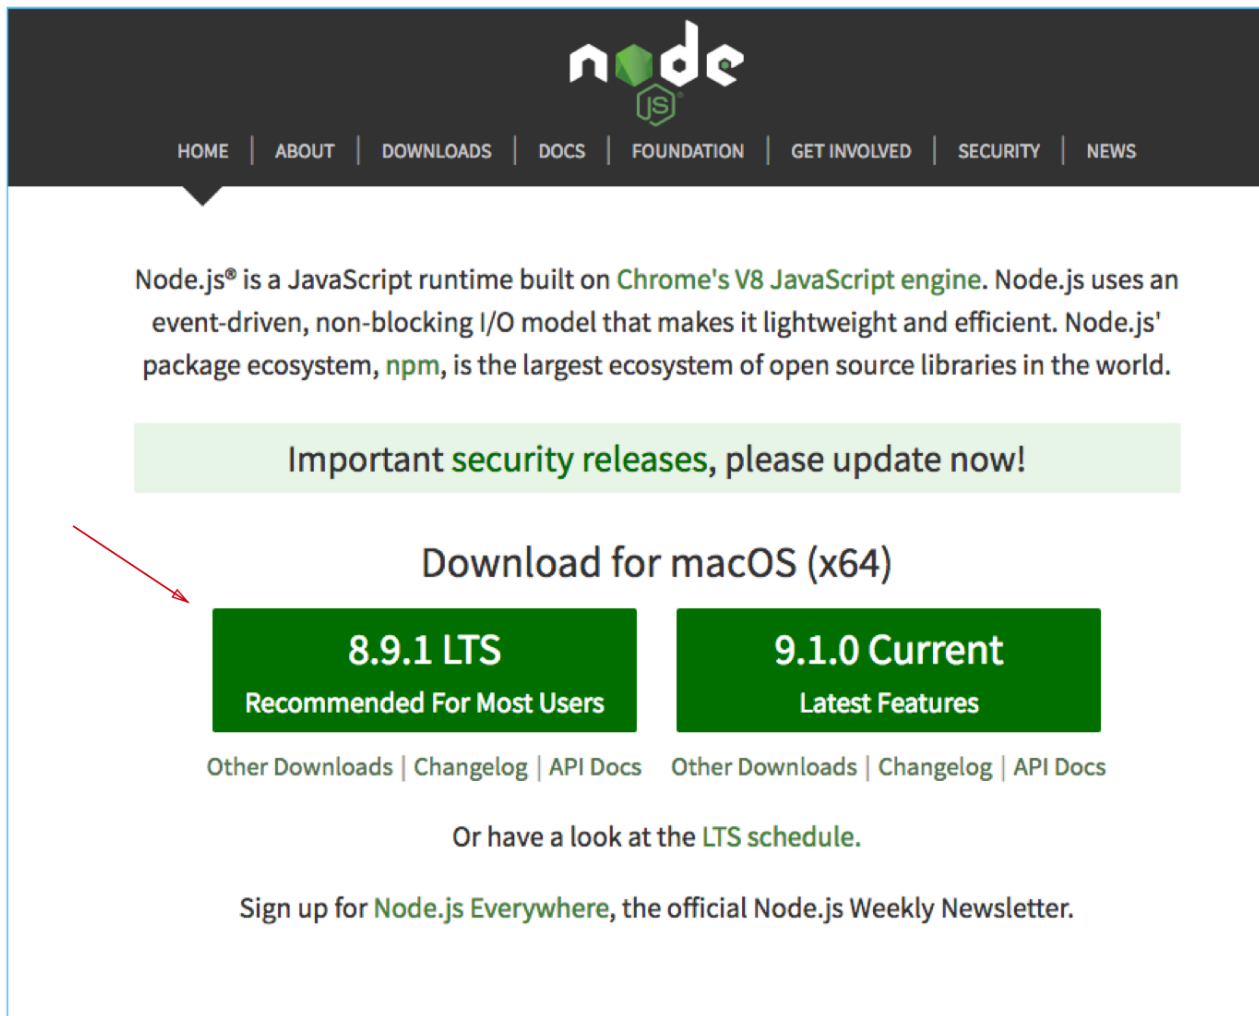 node
JS
HOME | ABOUT | DOWNLOADS | DOCS | FOUNDATION | GET INVOLVED | SECURITY | NEWS
Node.js® is a JavaScript runtime built on Chrome's V8 JavaScript engine. Node.js uses an
event-driven, non-blocking I/O model that makes it lightweight and efficient. Node.js'
package ecosystem, npm, is the largest ecosystem of open source libraries in the world.
Important security releases, please update now!
Download for macOS (x64)
8.9.1 LTS
Recommended For Most Users
9.1.0 Current
Latest Features
Other Downloads | Changelog | API Docs
Other Downloads | Changelog | API Docs
Or have a look at the LTS schedule.
Sign up for Node.js Everywhere, the official Node.js Weekly Newsletter.